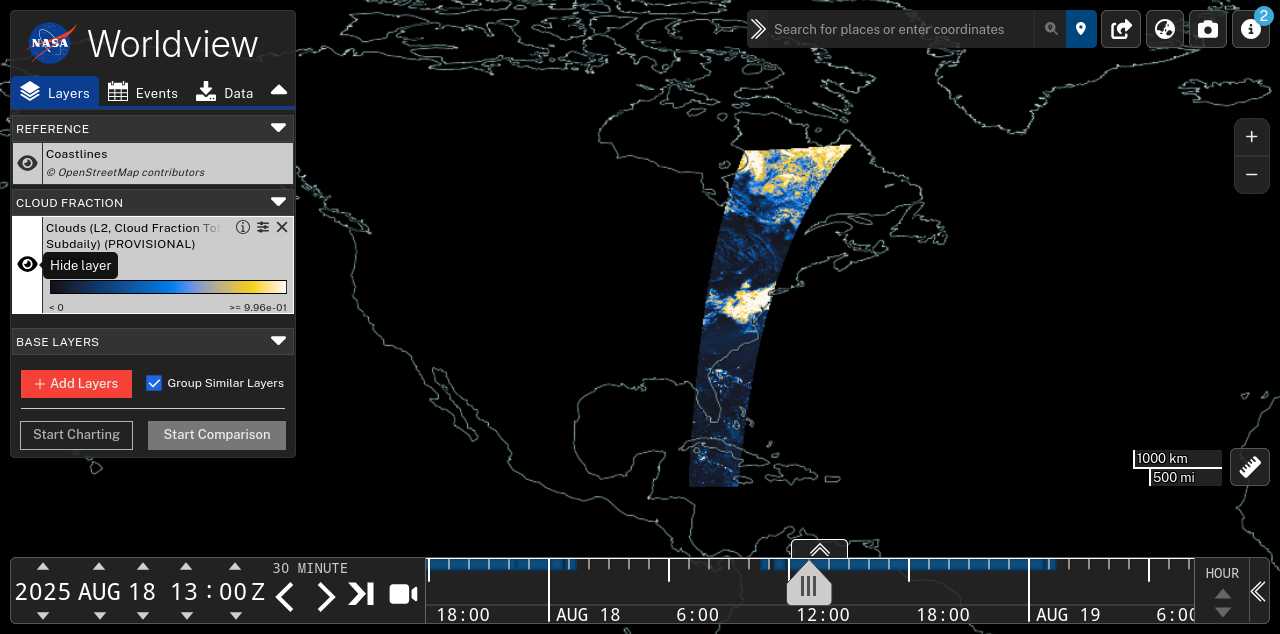 NASA
Worldview
Layers
Events
Data
Search for places or enter coordinates
2
REFERENCE
Coastlines
© OpenStreetMap contributors
CLOUD FRACTION
Clouds (L2, Cloud Fraction Tot
Subdaily) (PROVISIONAL)
Hide layer
< 0
>= 9.96e-01
BASE LAYERS
+ Add Layers
Group Similar Layers
Start Charting
Start Comparison
+
−
1000 km
500 mi
2025 AUG 18 13 : 00 Z
30 MINUTE
18:00
AUG 18
6:00
12:00
18:00
AUG 19
6:00
HOUR